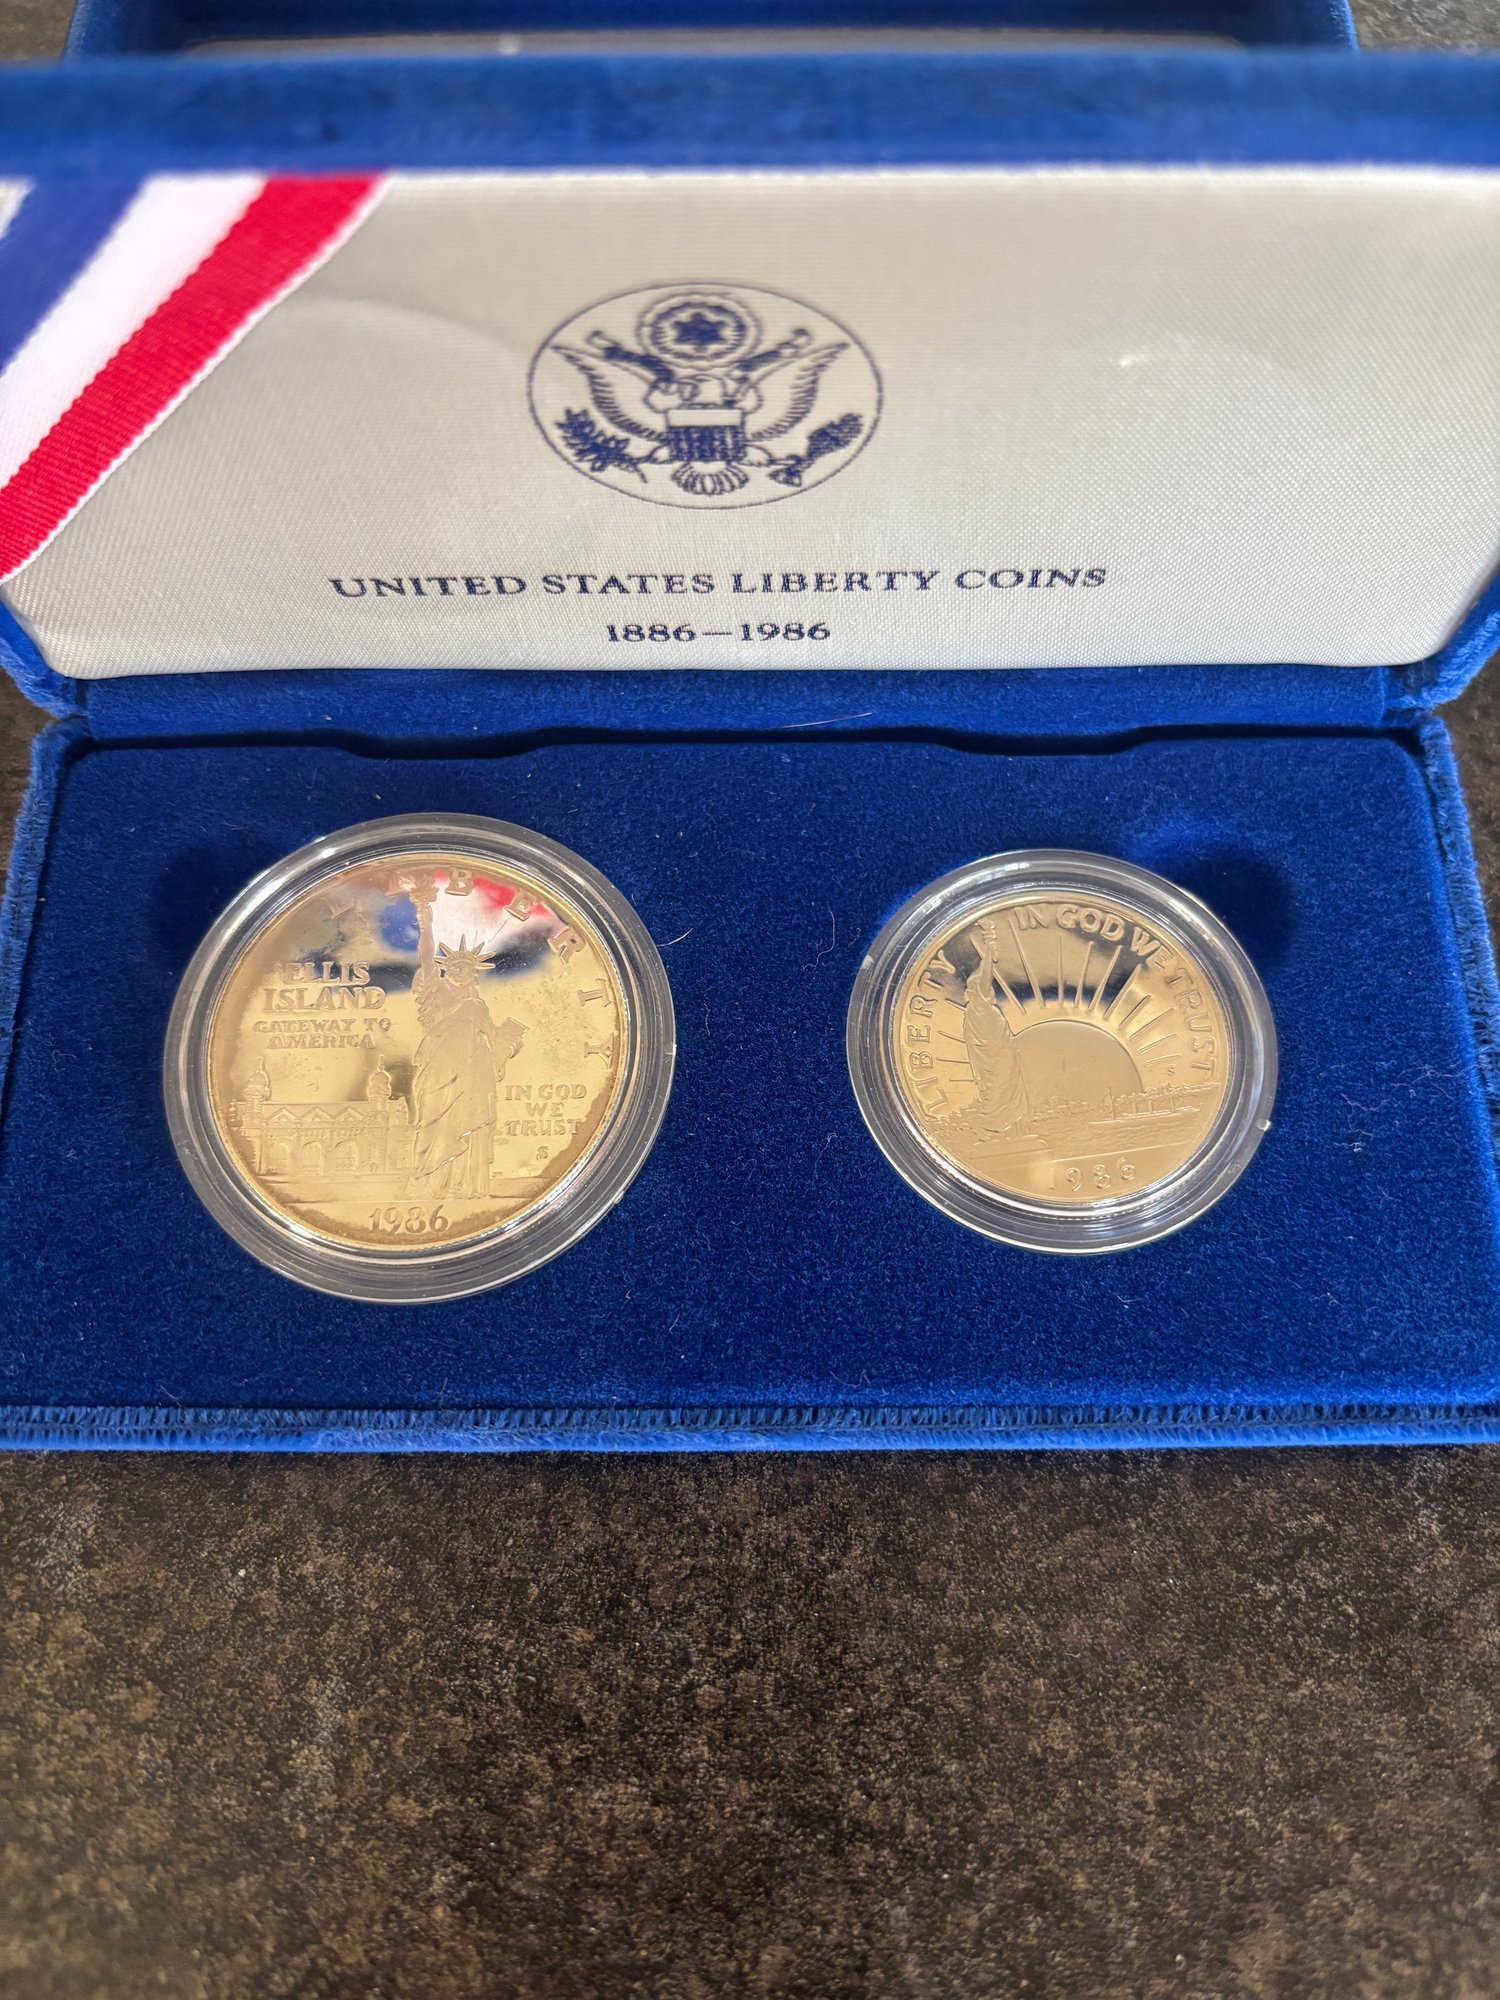 UNITED STATES LIBERTY COINS
1886–1986
LIBERTY
ELLIS
ISLAND
GATEWAY TO
AMERICA
IN GOD
WE
TRUST
S
1986
LIBERTY
IN GOD WE TRUST
S
1986